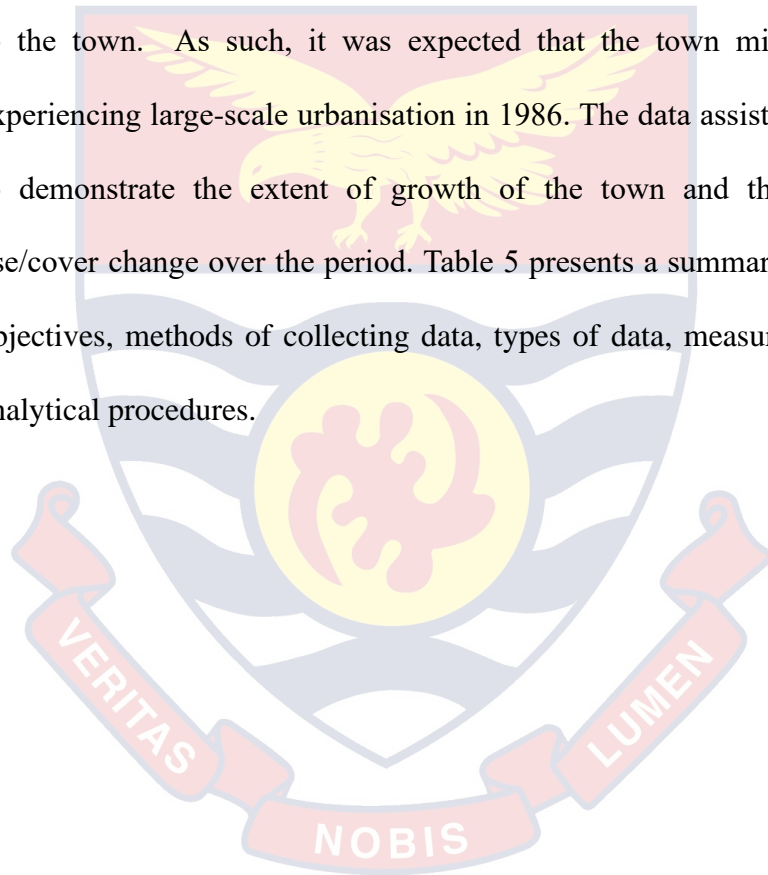 the town. As such, it was expected that the town mi
xperiencing large-scale urbanisation in 1986. The data assist
demonstrate the extent of growth of the town and th
se/cover change over the period. Table 5 presents a summar
bjectives, methods of collecting data, types of data, measu
nalytical procedures.
VERITAS
NOBIS
LUMEN